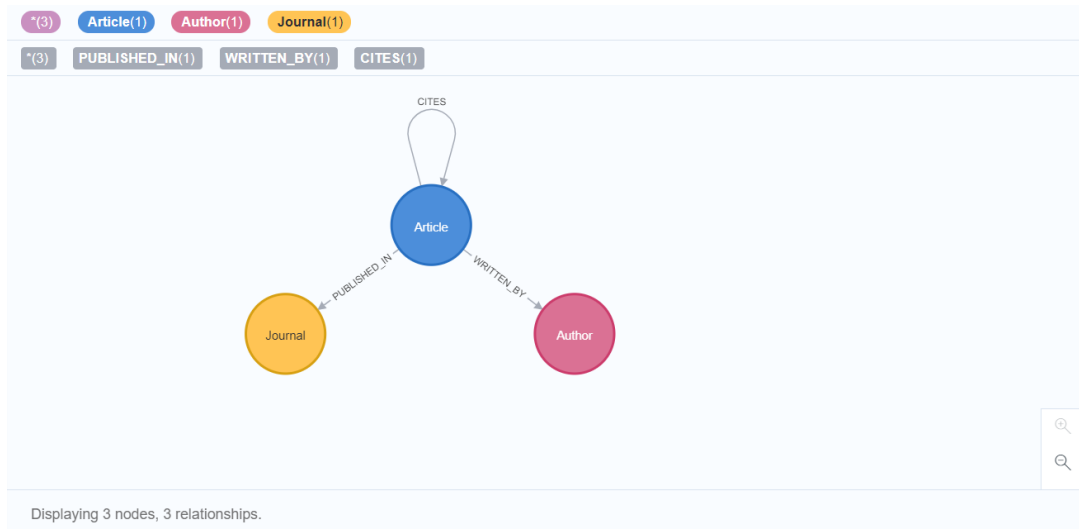 *(3) Article(1) Author(1) Journal(1)
*(3) PUBLISHED_IN(1) WRITTEN_BY(1) CITES(1)
CITES
Article
PUBLISHED_IN
WRITTEN_BY
Journal
Author
Displaying 3 nodes, 3 relationships.